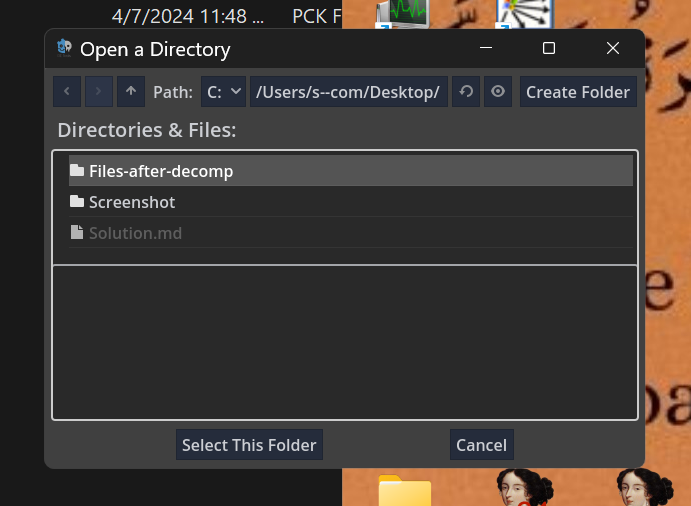 4/7/2024 11:48 ... PCK F
Open a Directory
Path: C: /Users/s--com/Desktop/ Create Folder
Directories & Files:
Files-after-decomp
Screenshot
Solution.md
Select This Folder Cancel